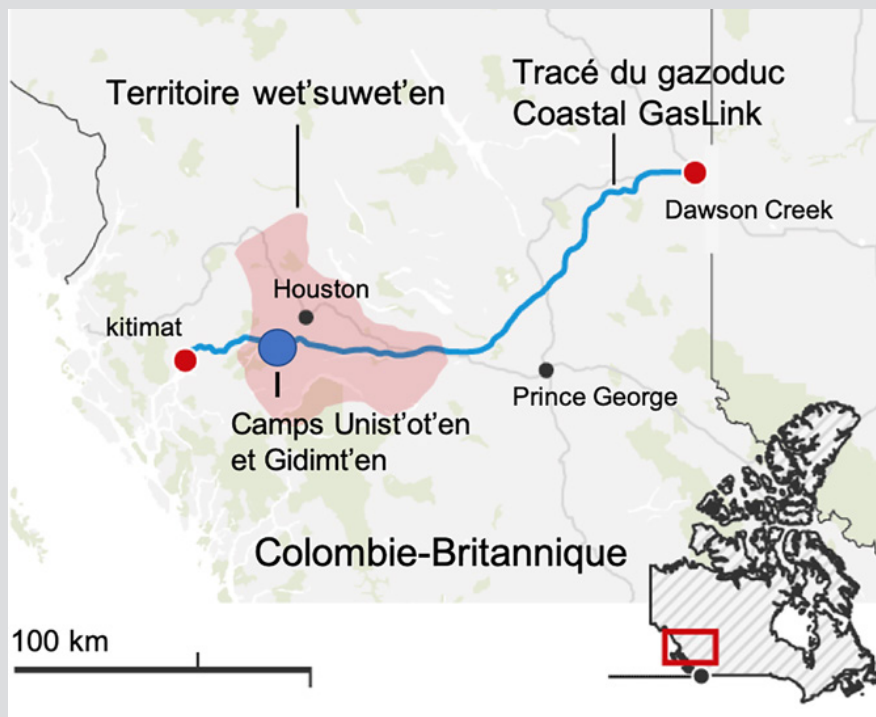 Territoire wet'suwet'en
Tracé du gazoduc
Coastal GasLink
Dawson Creek
Houston
kitimat
Prince George
Camps Unist'ot'en
et Gidimt'en
Colombie-Britannique
100 km